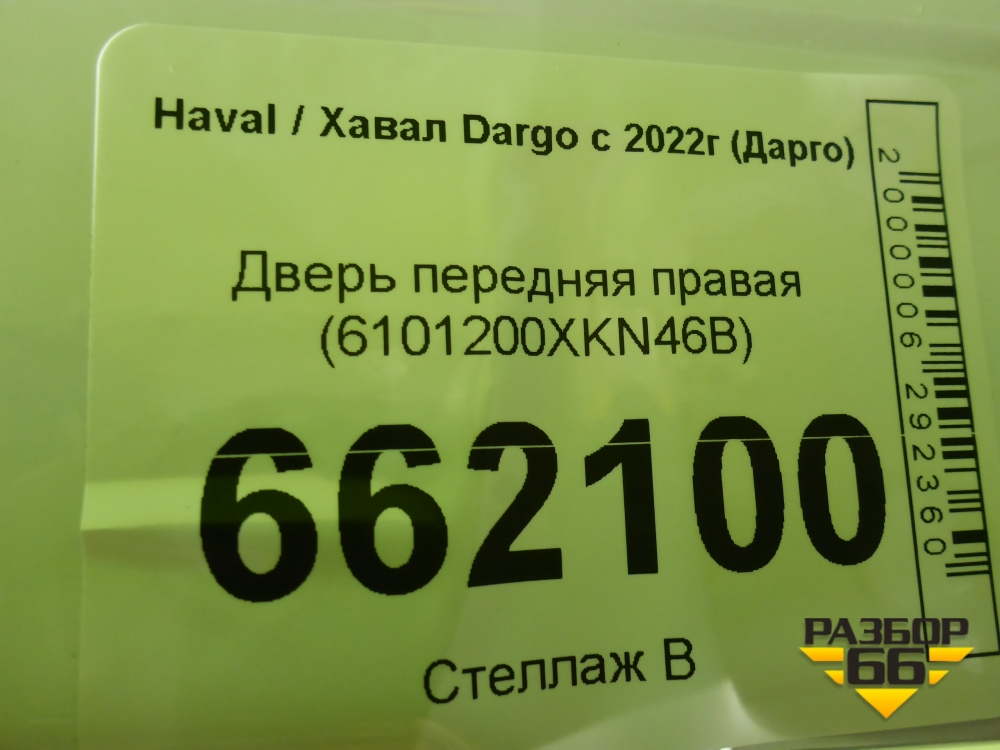 Haval / Хавал Dargo с 2022г (Дарго)
Дверь передняя правая
(6101200XKN46B)
662100
Стеллаж В
2000006292360
РАЗБОР
66